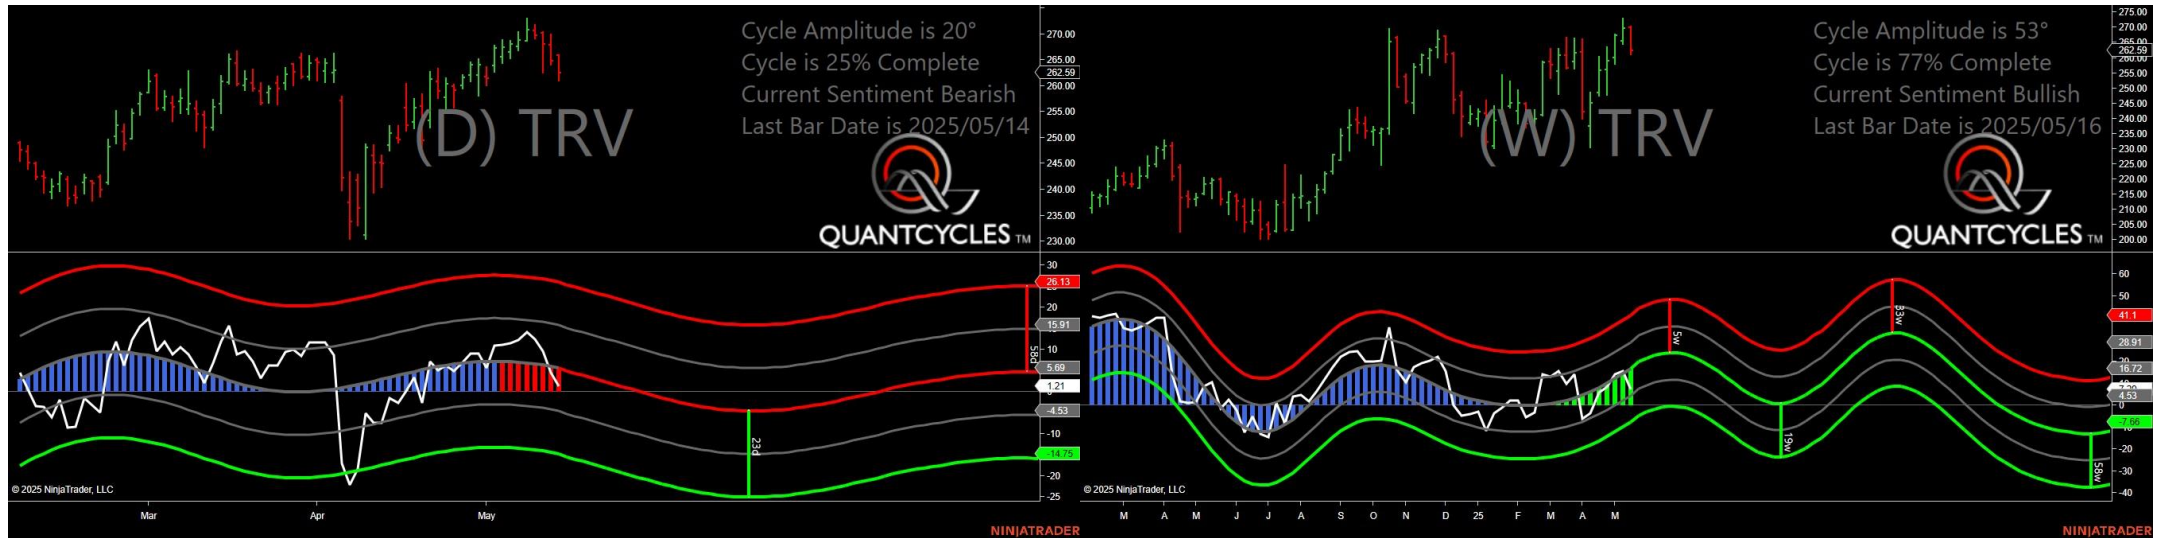 Cycle Amplitude is 20°
Cycle is 25% Complete
Current Sentiment Bearish
Last Bar Date is 2025/05/14
(D) TRV
QUANTCYCLES TM
270.00
265.00
262.59
260.00
255.00
250.00
245.00
240.00
235.00
230.00
30
26.13
20
15.91
10
58d
5.69
1.21
-4.53
-10
23d
-14.75
-20
-25
© 2025 NinjaTrader, LLC
Mar Apr May
NINJATRADER
Cycle Amplitude is 53°
Cycle is 77% Complete
Current Sentiment Bullish
Last Bar Date is 2025/05/16
(W) TRV
QUANTCYCLES TM
275.00
270.00
265.00
262.59
260.00
255.00
250.00
245.00
240.00
235.00
230.00
225.00
220.00
215.00
210.00
205.00
200.00
60
50
41.1
33w
5w
28.91
16.72
4.53
0
-7.66
19w
-20
58w
-30
-40
© 2025 NinjaTrader, LLC
M A M J J A S O N D 25 F M A M
NINJATRADER